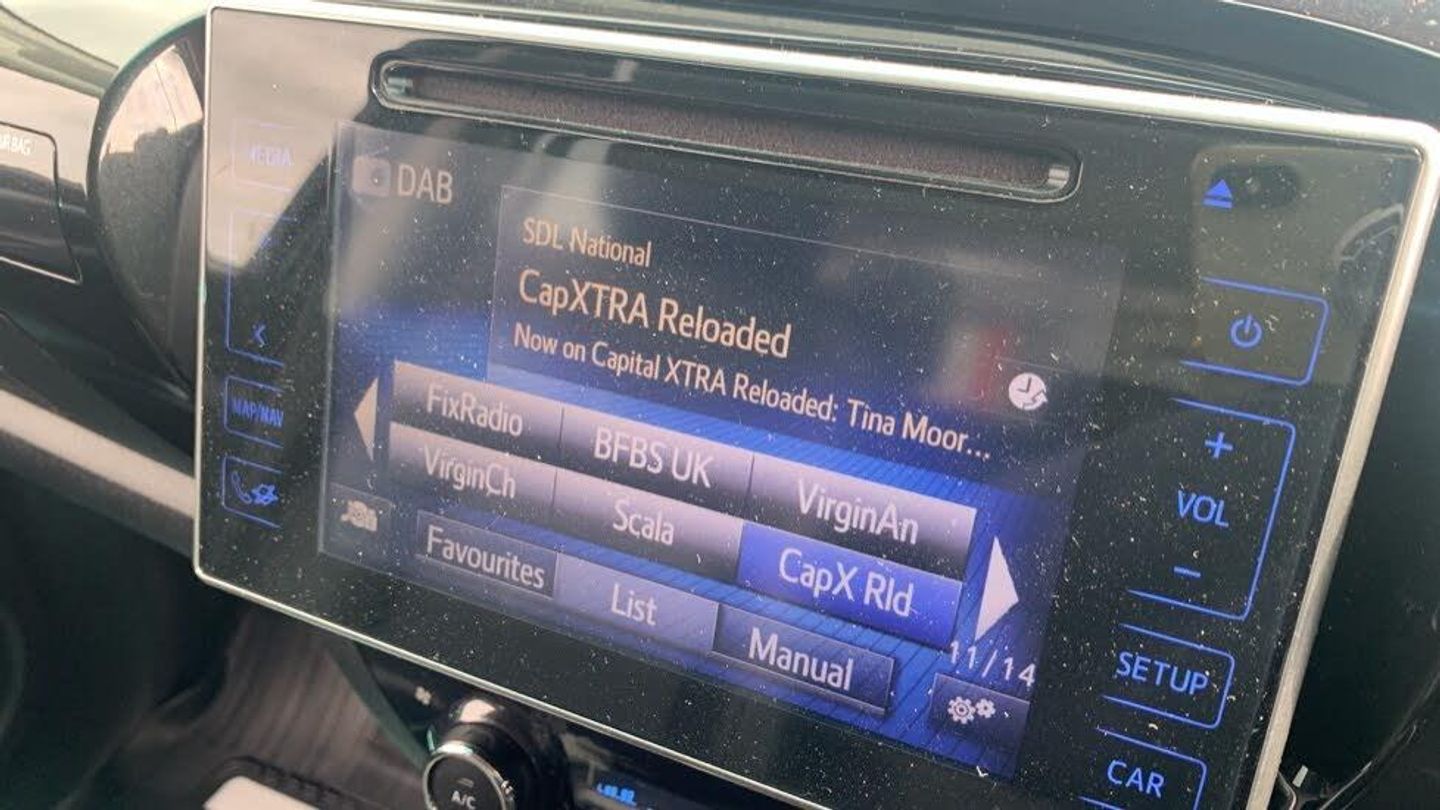 AIRBAG
MEDIA
DAB
SDL National
CapXTRA Reloaded
Now on Capital XTRA Reloaded: Tina Moor...
FixRadio
BFBS UK
VirginAn
VirginCh
Scala
CapX Rld
Favourites
List
Manual
11/14
MAP/NAV
VOL
SETUP
CAR
A/C